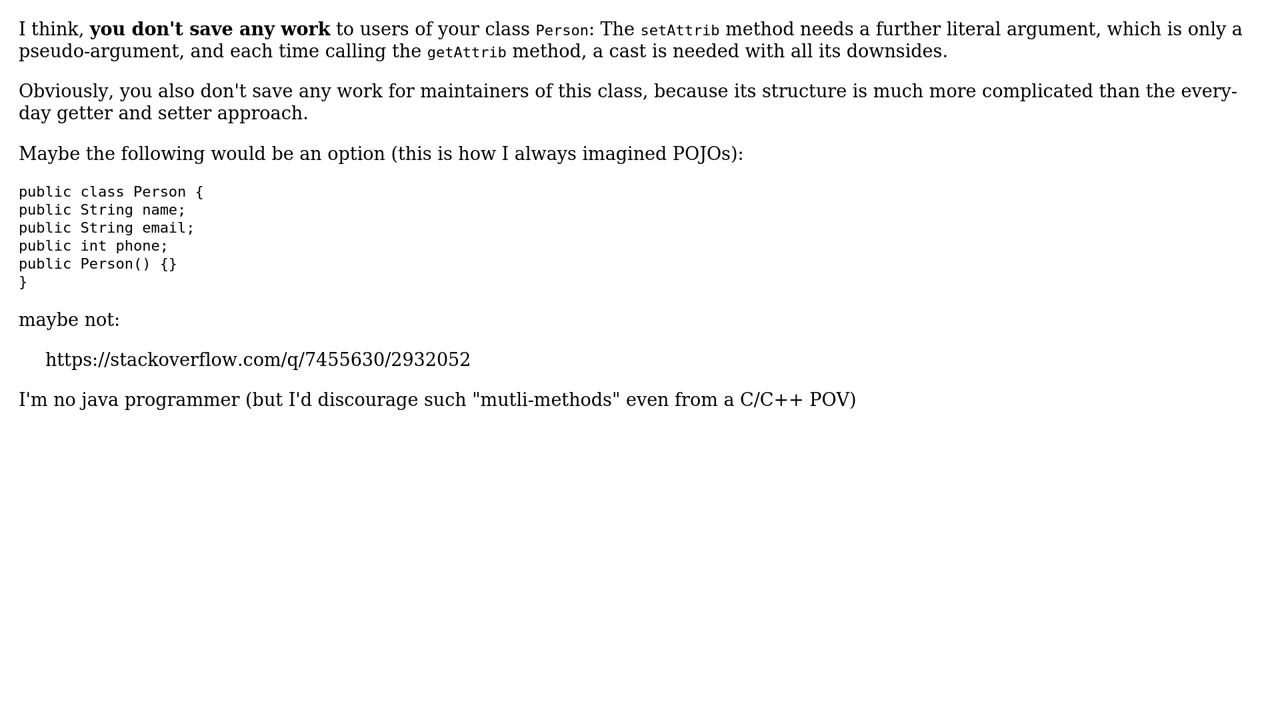 I think, you don't save any work to users of your class Person: The setAttrib method needs a further literal argument, which is only a
pseudo-argument, and each time calling the getAttrib method, a cast is needed with all its downsides.
Obviously, you also don't save any work for maintainers of this class, because its structure is much more complicated than the every-
day getter and setter approach.
Maybe the following would be an option (this is how I always imagined POJOs):
public class Person {
public String name;
public String email;
public int phone;
public Person() {}
}
maybe not:
https://stackoverflow.com/q/7455630/2932052
I'm no java programmer (but I'd discourage such "mutli-methods" even from a C/C++ POV)